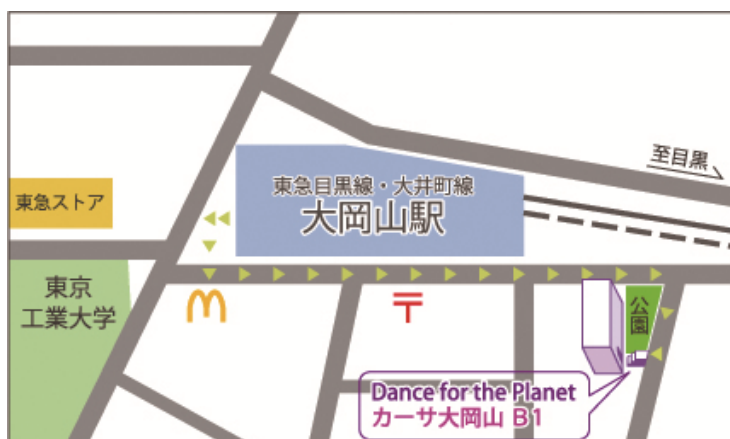 至目黒
東急目黒線・大井町線
大岡山駅
東急ストア
東京
工業大学
公園
Dance for the Planet
カーサ大岡山 B1